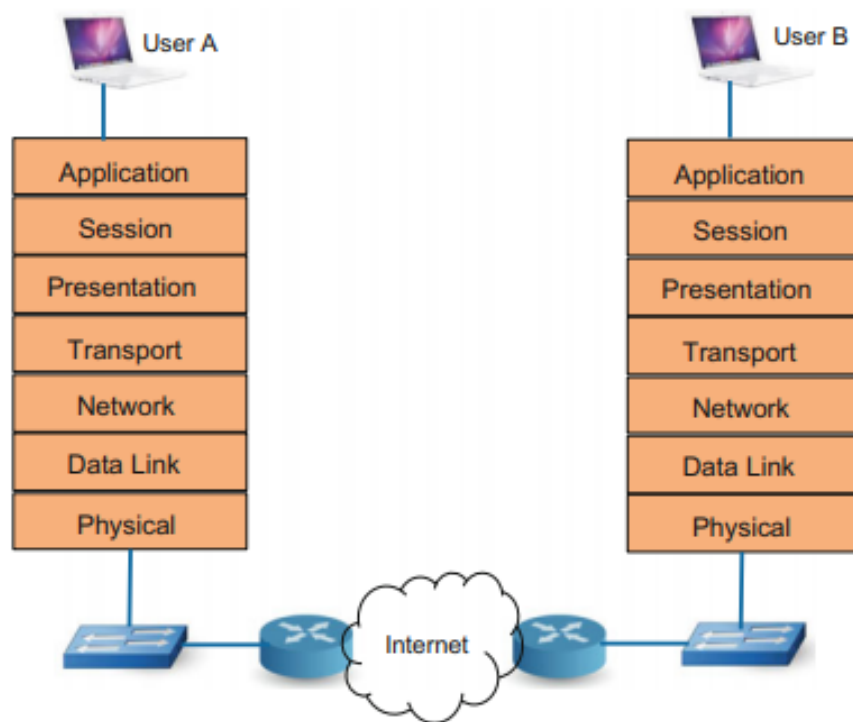 User A
User B
Application
Session
Presentation
Transport
Network
Data Link
Physical
Application
Session
Presentation
Transport
Network
Data Link
Physical
Internet